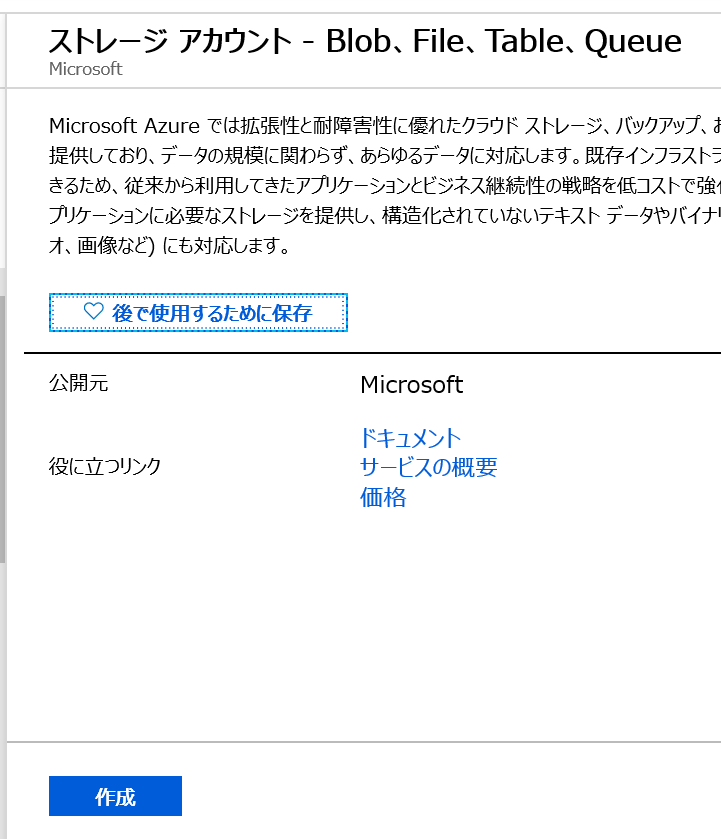 ストレージ アカウント - Blob、File、Table、Queue
Microsoft
Microsoft Azure では拡張性と耐障害性に優れたクラウド ストレージ、バックアップ、
提供しており、データの規模に関わらず、あらゆるデータに対応します。既存インフラストラ
きるため、従来から利用してきたアプリケーションとビジネス継続性の戦略を低コストで強
プリケーションに必要なストレージを提供し、構造化されていないテキスト データやバイナリ
オ、画像など) にも対応します。
後で使用するために保存
公開元
Microsoft
役に立つリンク
ドキュメント
サービスの概要
価格
作成